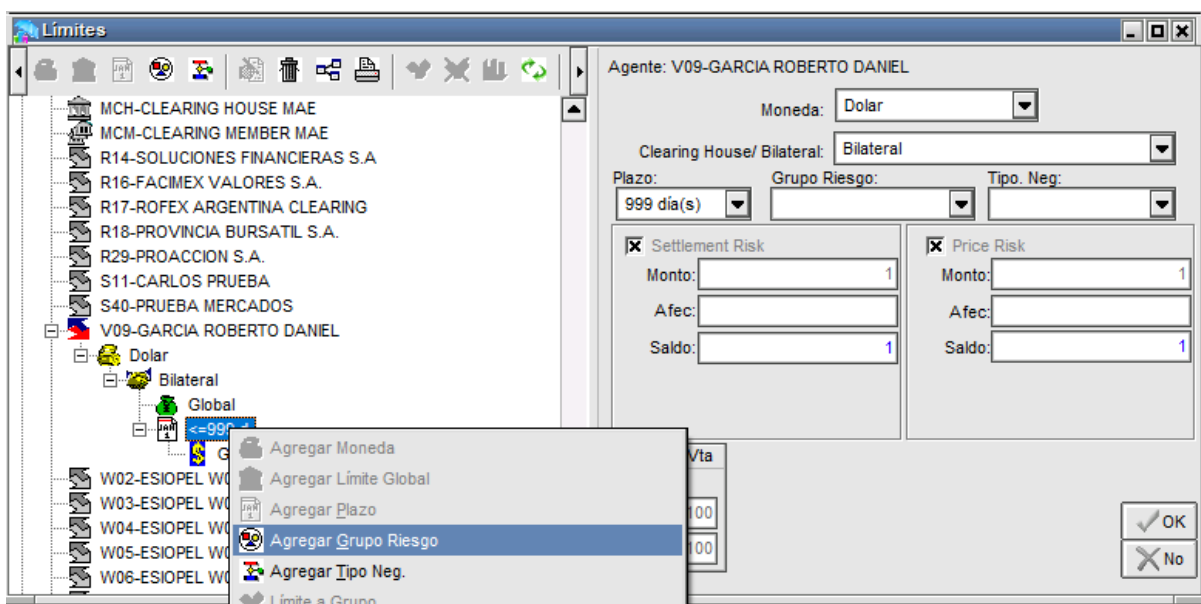 Límites
Agente: V09-GARCIA ROBERTO DANIEL
Moneda: Dolar
Clearing House/ Bilateral: Bilateral
Plazo: Grupo Riesgo: Tipo. Neg:
999 día(s)
Settlement Risk Price Risk
Monto: 1 Monto: 1
Afec: Afec:
Saldo: 1 Saldo: 1
Vta
100
100
OK
No
MCH-CLEARING HOUSE MAE
MCM-CLEARING MEMBER MAE
R14-SOLUCIONES FINANCIERAS S.A
R16-FACIMEX VALORES S.A.
R17-ROFEX ARGENTINA CLEARING
R18-PROVINCIA BURSATIL S.A.
R29-PROACCION S.A.
S11-CARLOS PRUEBA
S40-PRUEBA MERCADOS
V09-GARCIA ROBERTO DANIEL
Dolar
Bilateral
Global
<=999 d
G
W02-ESIOPEL W0
W03-ESIOPEL W0
W04-ESIOPEL W0
W05-ESIOPEL W0
W06-ESIOPEL W0
Agregar Moneda
Agregar Límite Global
Agregar Plazo
Agregar Grupo Riesgo
Agregar Tipo Neg.
Límite a Grupo